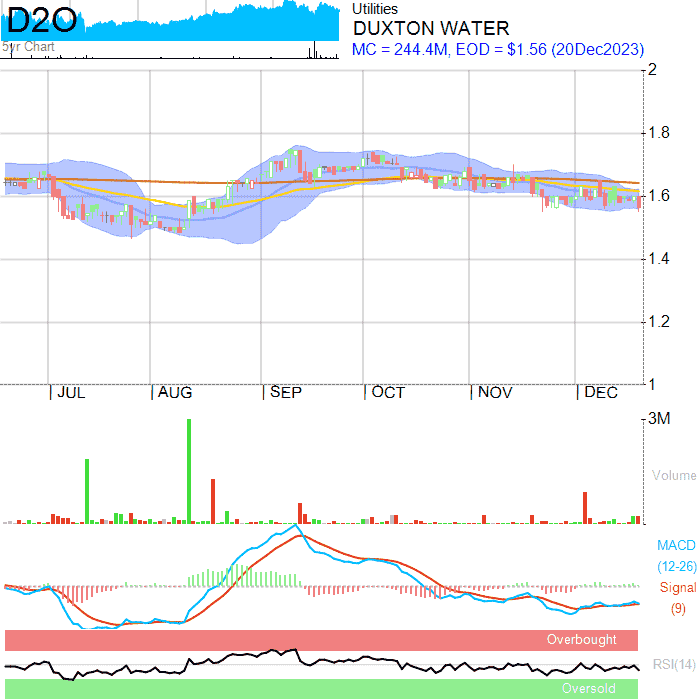 D2O
5yr Chart
Utilities
DUXTON WATER
MC = 244.4M, EOD = $1.56 (20Dec2023)
2
1.8
1.6
1.4
1.2
1
JUL AUG SEP OCT NOV DEC
3M
Volume
MACD
(12-26)
Signal
(9)
Overbought
RSI(14)
Oversold